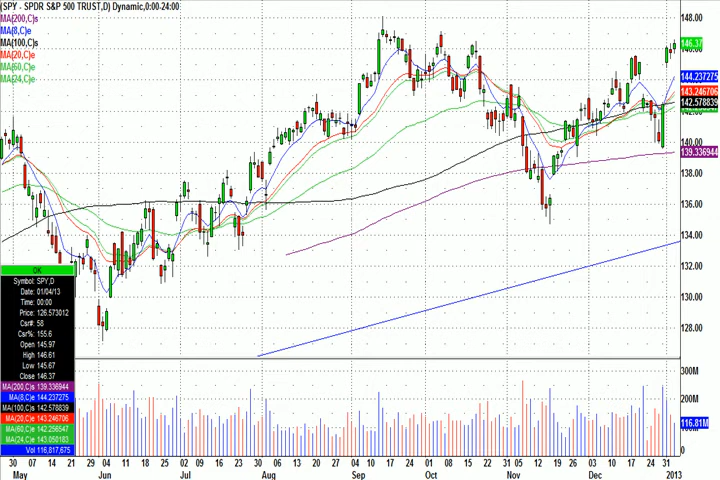 (SPY - SPDR S&P 500 TRUST,D) Dynamic,0:00-24:00
MA(200,C)s
MA(8,C)e
MA(100,C)s
MA(20,C)e
MA(60,C)e
MA(24,C)e
148.00
146.37
144.237275
143.246706
142.578839
140.00
139.336944
138.00
136.00
134.00
132.00
130.00
128.00
OK
Symbol: SPY,D
Date: 01/04/13
Time: 00:00
Price: 126.573012
Csr#: 58
Csr%: 155.6
Open 145.97
High 146.61
Low 145.67
Close 146.37
MA(200,C)s 139.336944
MA(8,C)e 144.237275
MA(100,C)s 142.578839
MA(20,C)e 143.246706
MA(60,C)e 142.256547
MA(24,C)e 143.050183
Vol 116,817,675
300M
200M
116.81M
0
30 07 14 21 29 04 11 18 25 02 09 16 23 30 06 13 20 27 04 10 17 24 01 08 15 22 29 05 12 19 26 03 10 17 24 31
May Jun Jul Aug Sep Oct Nov Dec 2013